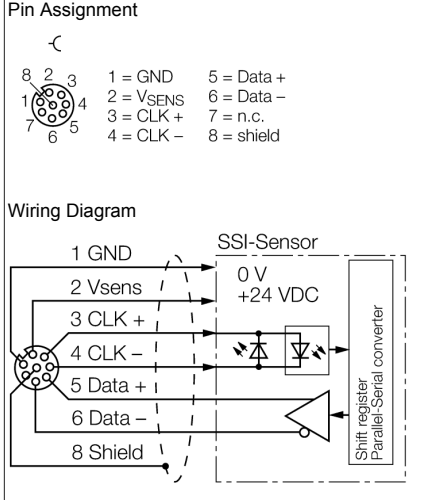 Pin Assignment
8 2 3
1 4
7 6 5
1 = GND 5 = Data +
2 = VSENS 6 = Data –
3 = CLK + 7 = n.c.
4 = CLK – 8 = shield
Wiring Diagram
SSI-Sensor
1 GND
0 V
2 Vsens
+24 VDC
3 CLK +
4 CLK –
5 Data +
6 Data –
8 Shield
Shift register
Parallel-Serial converter